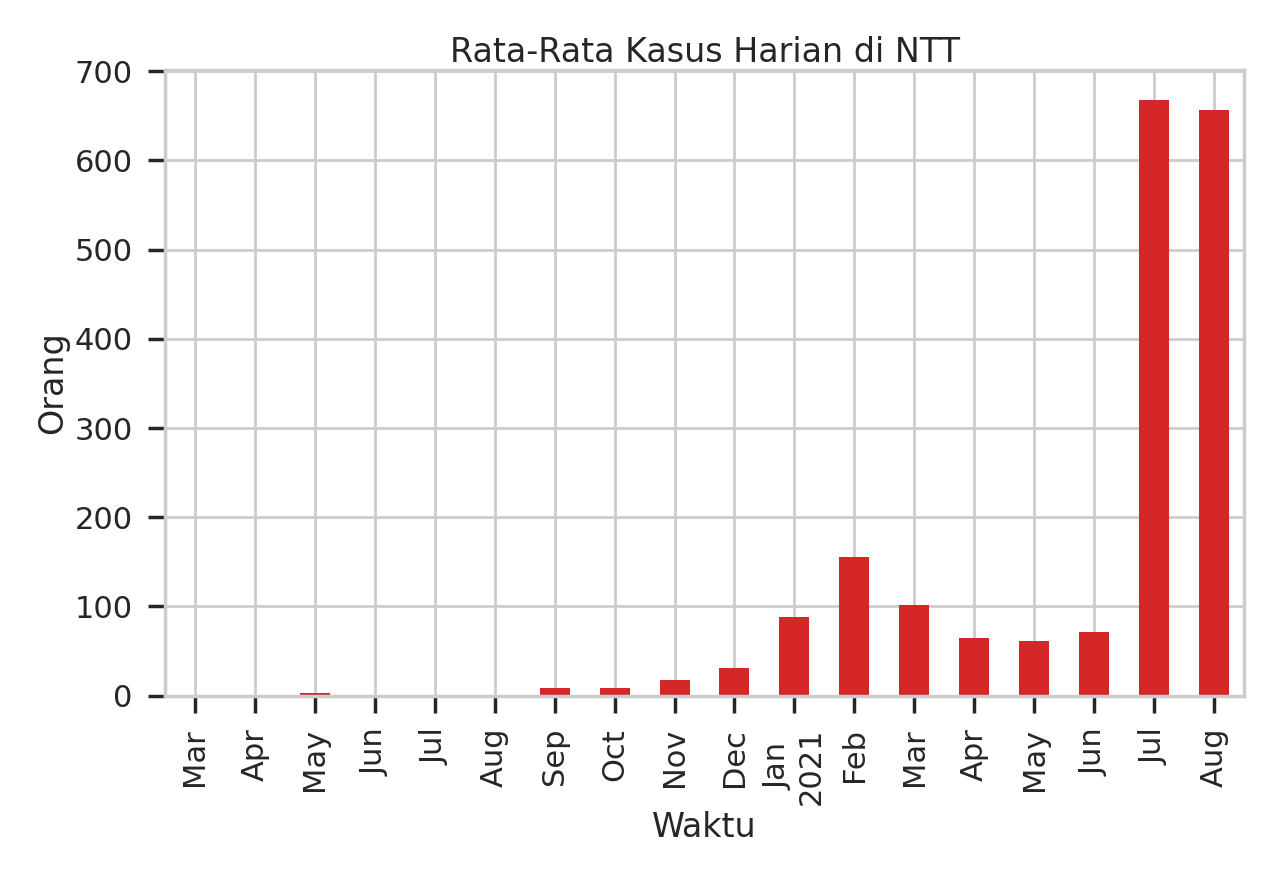 Rata-Rata Kasus Harian di NTT
700
600
500
400
300
200
100
0
Orang
Mar
Apr
May
Jun
Jul
Aug
Sep
Oct
Nov
Dec
Jan
2021
Feb
Mar
Apr
May
Jun
Jul
Aug
Waktu